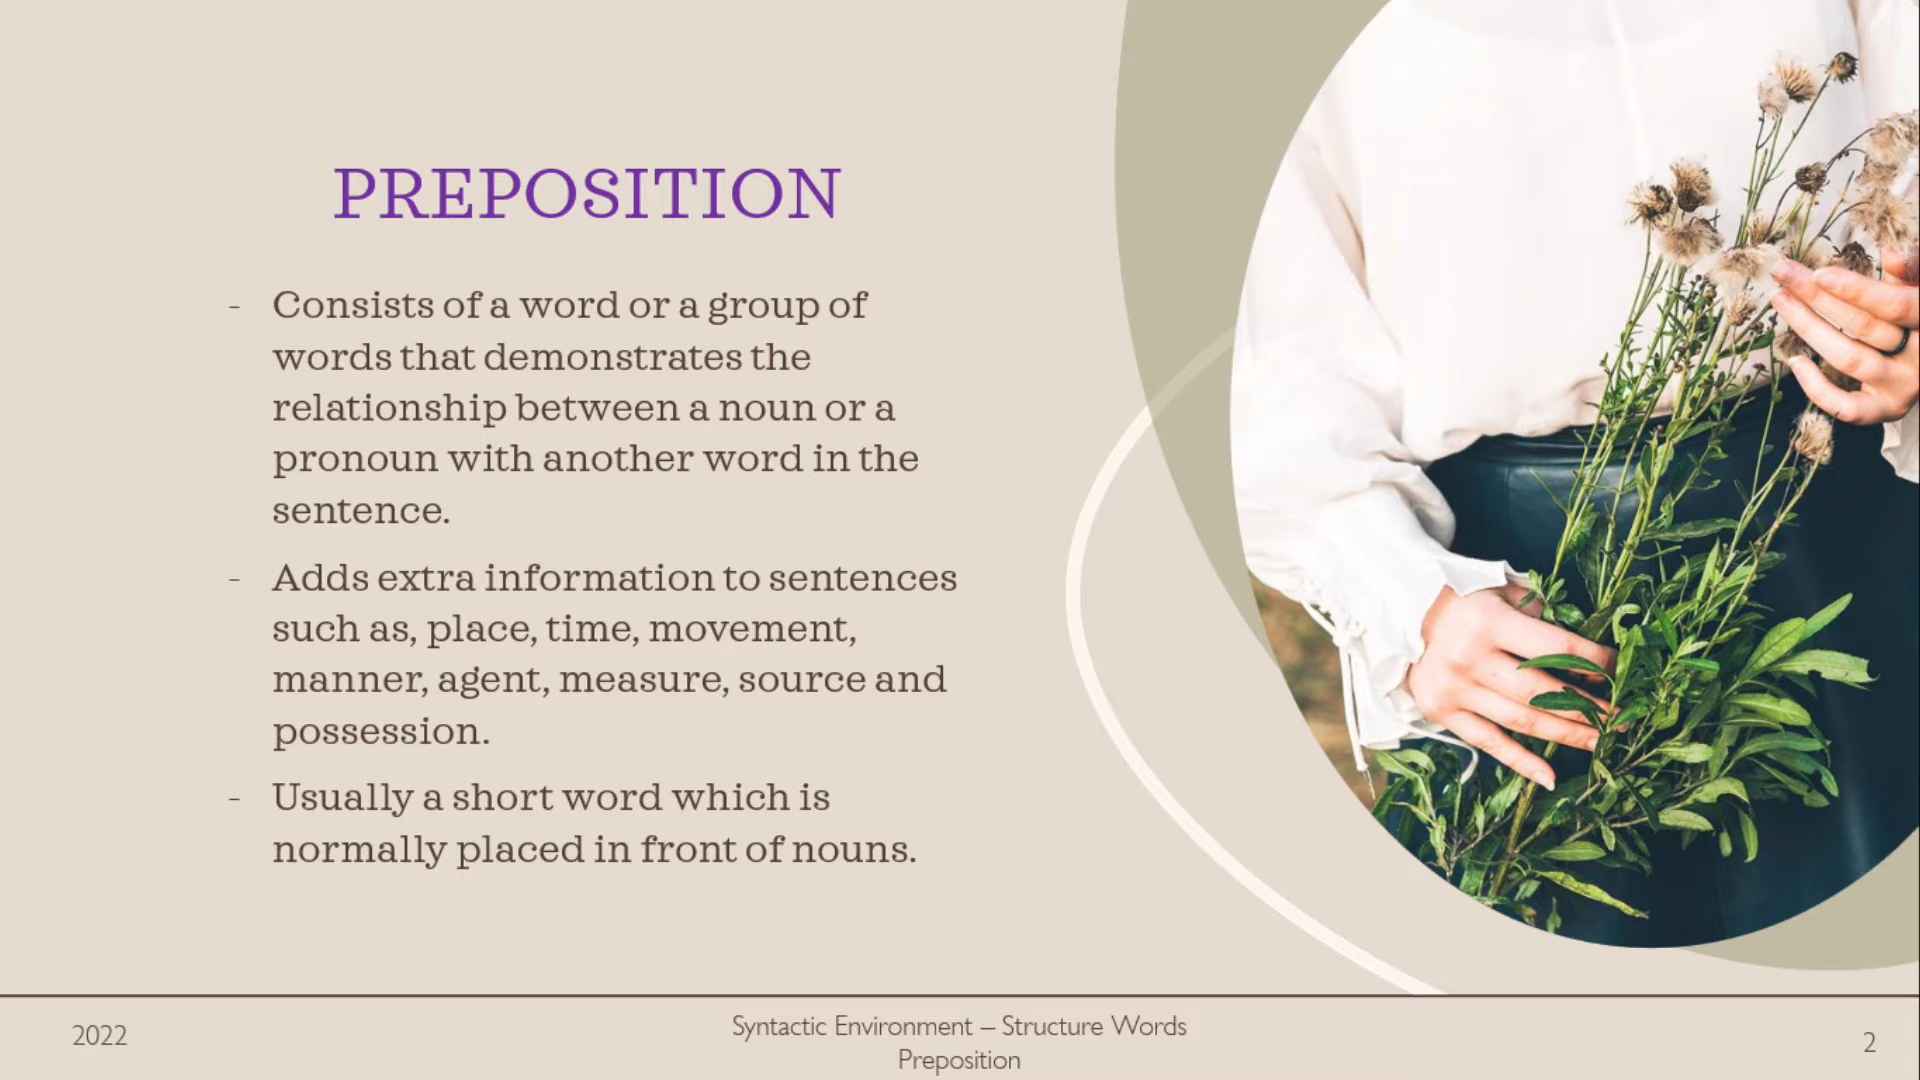 PREPOSITION
- Consists of a word or a group of
words that demonstrates the
relationship between a noun or a
pronoun with another word in the
sentence.
- Adds extra information to sentences
such as, place, time, movement,
manner, agent, measure, source and
possession.
- Usually a short word which is
normally placed in front of nouns.
2022
Syntactic Environment – Structure Words
Preposition
2